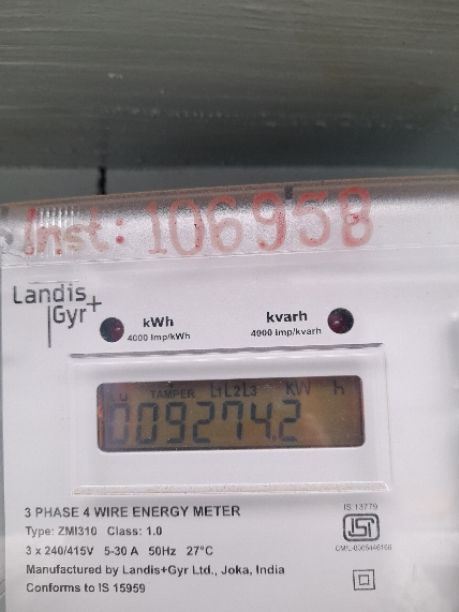 Inst: 106958
Landis
Gyr+
kWh
4000 imp/kWh
kvarh
4000 imp/kvarh
TAMPER L1L2L3 KW h
009274.2
3 PHASE 4 WIRE ENERGY METER
Type: ZMI310 Class: 1.0
3 x 240/415V 5-30 A 50Hz 27°C
Manufactured by Landis+Gyr Ltd., Joka, India
Conforms to IS 15959
IS 13779